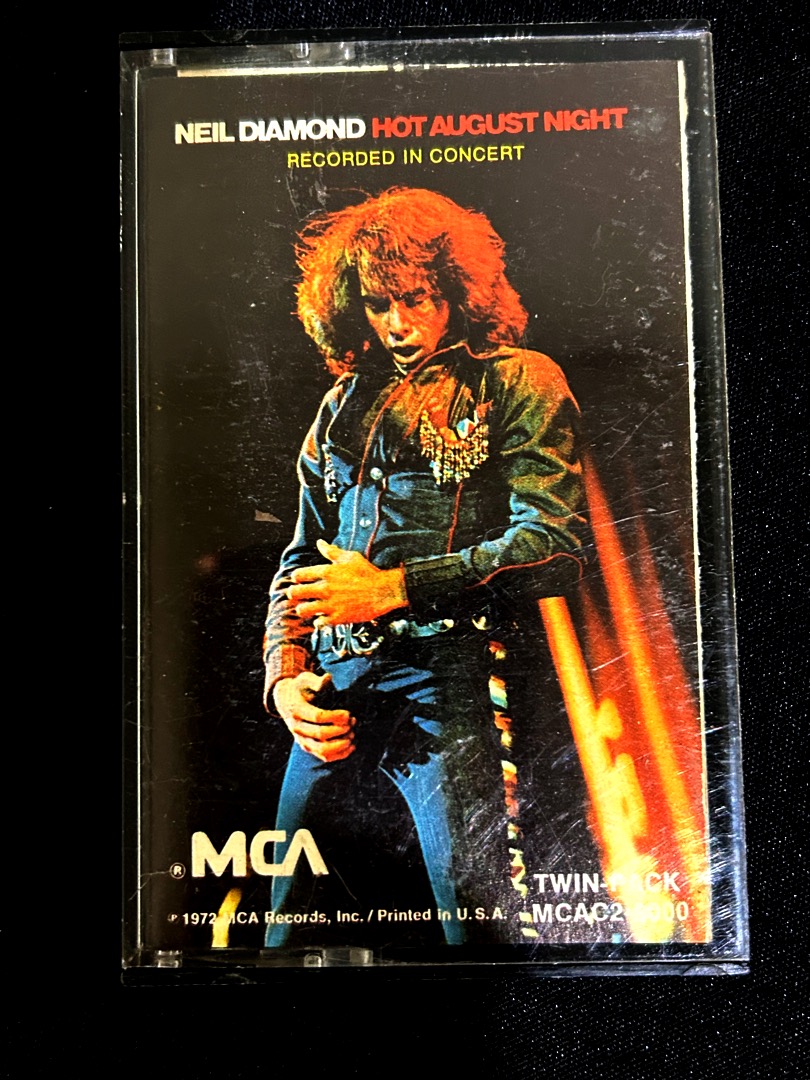 NEIL DIAMOND HOT AUGUST NIGHT
RECORDED IN CONCERT
® MCA
℗ 1972 MCA Records, Inc. / Printed in U.S.A.
TWIN-PACK